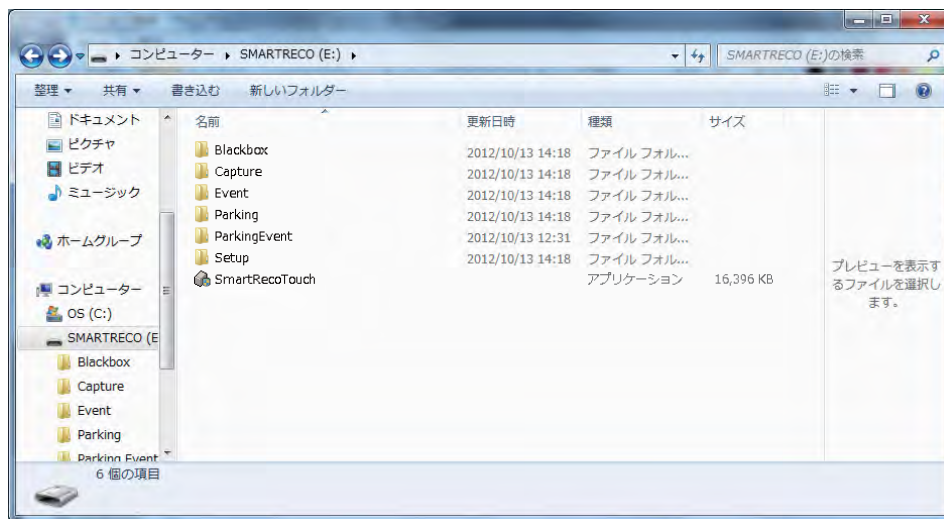 コンピューター ▸ SMARTRECO (E:) ▸
SMARTRECO (E:)の検索
整理 ▼ 共有 ▼ 書き込む 新しいフォルダー
ドキュメント
ピクチャ
ビデオ
ミュージック
ホームグループ
コンピューター
OS (C:)
SMARTRECO (E
Blackbox
Capture
Event
Parking
Parking Event
名前 更新日時 種類 サイズ
Blackbox 2012/10/13 14:18 ファイル フォル...
Capture 2012/10/13 14:18 ファイル フォル...
Event 2012/10/13 14:18 ファイル フォル...
Parking 2012/10/13 14:18 ファイル フォル...
ParkingEvent 2012/10/13 12:31 ファイル フォル...
Setup 2012/10/13 14:18 ファイル フォル...
SmartRecoTouch アプリケーション 16,396 KB
プレビューを表示す
るファイルを選択し
ます。
6 個の項目